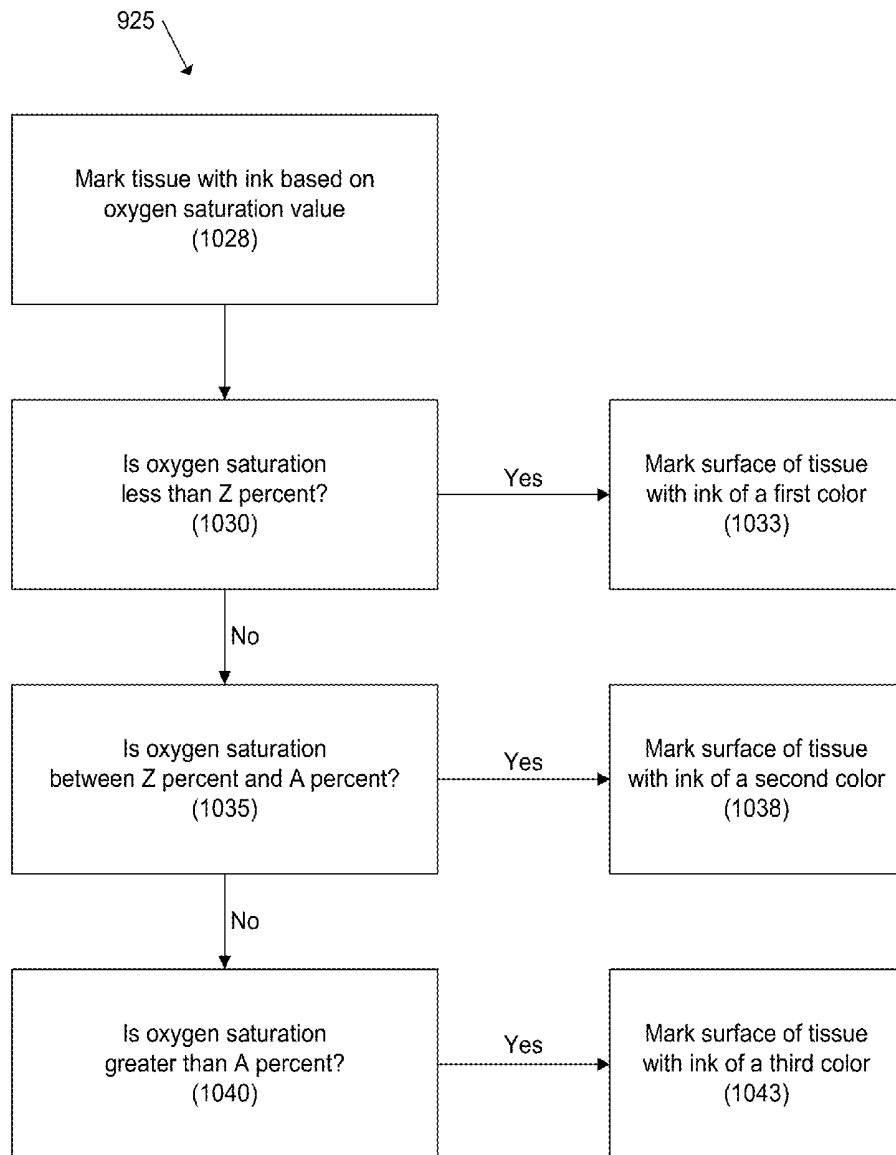 925
Mark tissue with ink based on
oxygen saturation value
(1028)
Is oxygen saturation
less than Z percent?
(1030)
Yes
Mark surface of tissue
with ink of a first color
(1033)
No
Is oxygen saturation
between Z percent and A percent?
(1035)
Yes
Mark surface of tissue
with ink of a second color
(1038)
No
Is oxygen saturation
greater than A percent?
(1040)
Yes
Mark surface of tissue
with ink of a third color
(1043)